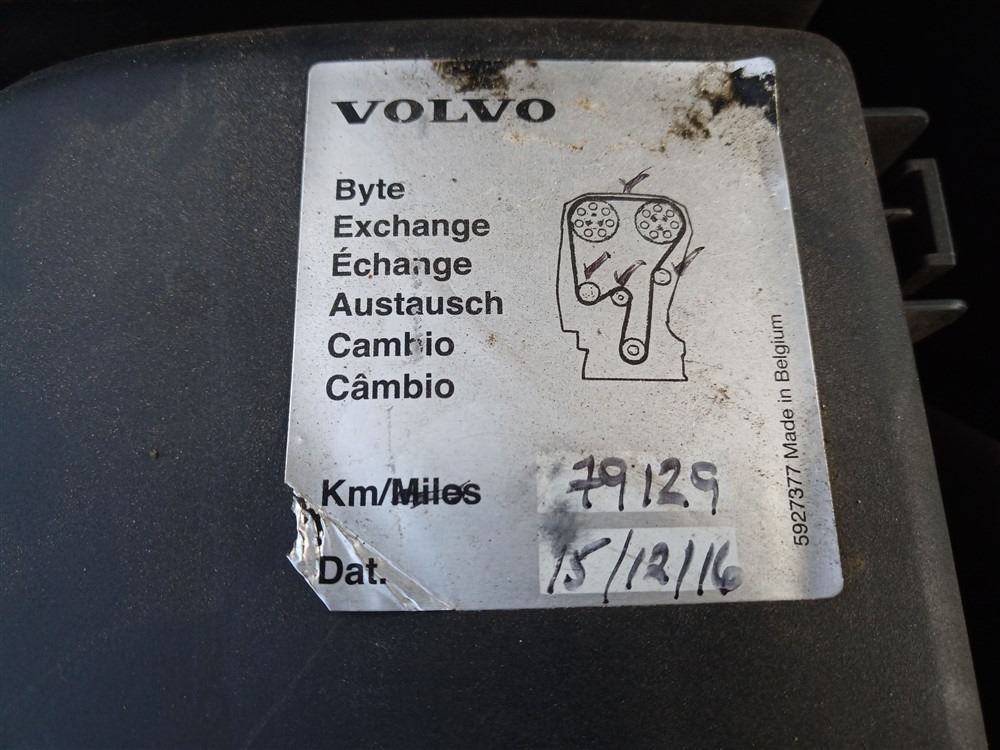 VOLVO
Byte
Exchange
Échange
Austausch
Cambio
Câmbio
Km/Miles 79129
Dat. 15/12/16
5927377 Made in Belgium